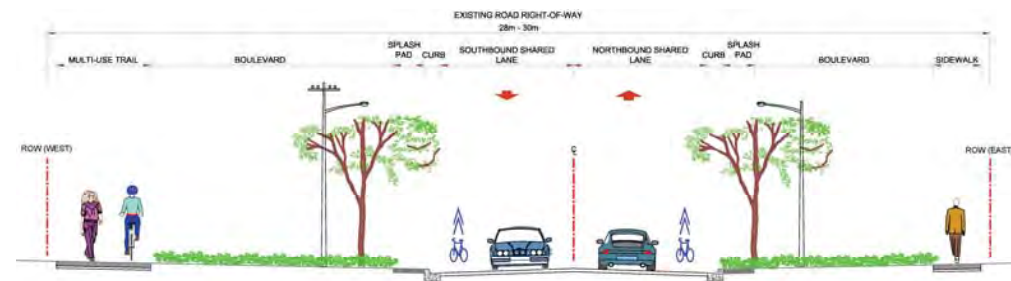 EXISTING ROAD RIGHT-OF-WAY
28m - 30m
MULTI-USE TRAIL
BOULEVARD
SPLASH
PAD
CURB
SOUTHBOUND SHARED
LANE
NORTHBOUND SHARED
LANE
CURB
SPLASH
PAD
BOULEVARD
SIDEWALK
ROW (WEST)
ROW (EAST)